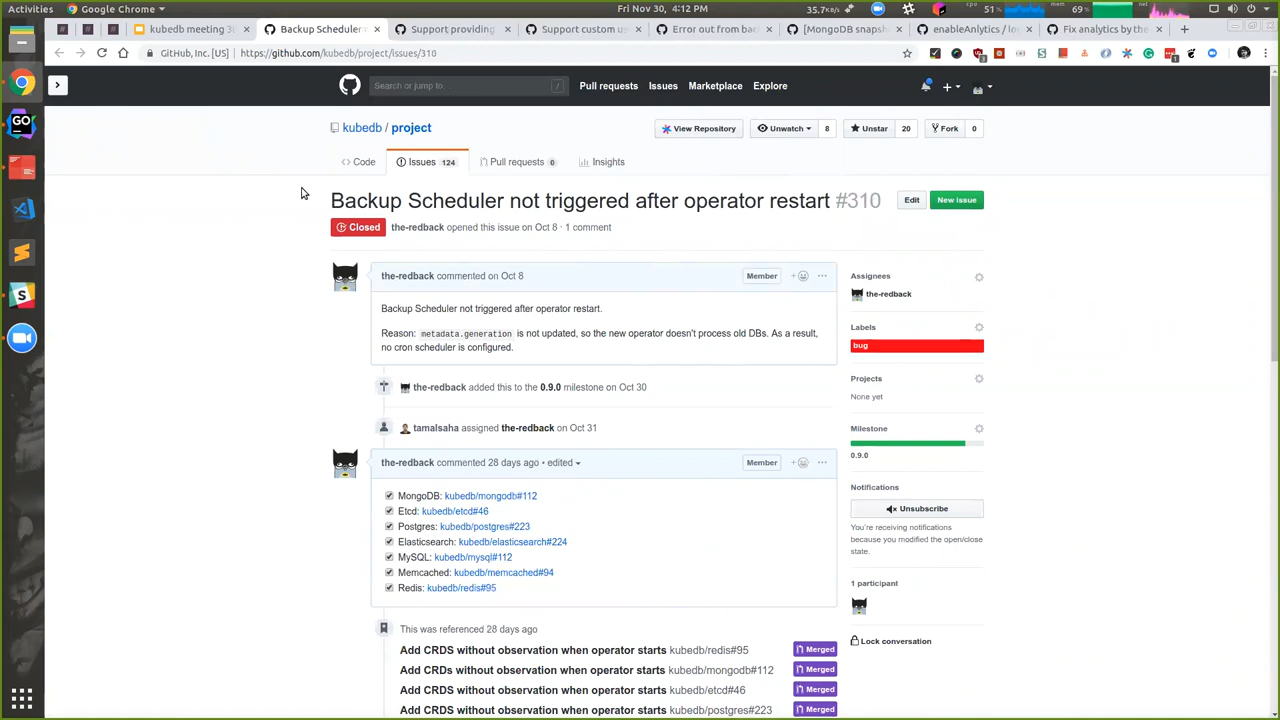 Activities Google Chrome Fri Nov 30, 4:12 PM 35.7k/s 51% 69%
kubedb meeting 3 Backup Scheduler Support providing Support custom us Error out from bac [MongoDB snapsh enableAnlytics / lo Fix analytics by the
GitHub, Inc. [US] https://github.com/kubedb/project/issues/310
Search or jump to / Pull requests Issues Marketplace Explore
kubedb / project View Repository Unwatch 8 Unstar 20 Fork 0
Code Issues 124 Pull requests 0 Insights
Backup Scheduler not triggered after operator restart #310 Edit New issue
Closed the-redback opened this issue on Oct 8 · 1 comment
the-redback commented on Oct 8 Member
Backup Scheduler not triggered after operator restart.
Reason: metadata.generation is not updated, so the new operator doesn't process old DBs. As a result,
no cron scheduler is configured.
the-redback added this to the 0.9.0 milestone on Oct 30
tamalsaha assigned the-redback on Oct 31
the-redback commented 28 days ago • edited Member
MongoDB: kubedb/mongodb#112
Etcd: kubedb/etcd#46
Postgres: kubedb/postgres#223
Elasticsearch: kubedb/elasticsearch#224
MySQL: kubedb/mysql#112
Memcached: kubedb/memcached#94
Redis: kubedb/redis#95
This was referenced 28 days ago
Add CRDS without observation when operator starts kubedb/redis#95 Merged
Add CRDs without observation when operator starts kubedb/mongodb#112 Merged
Add CRDS without observation when operator starts kubedb/etcd#46 Merged
Add CRDS without observation when operator starts kubedb/postgres#223 Merged
Assignees
the-redback
Labels
bug
Projects
None yet
Milestone
0.9.0
Notifications
Unsubscribe
You're receiving notifications
because you modified the open/close
state.
1 participant
Lock conversation